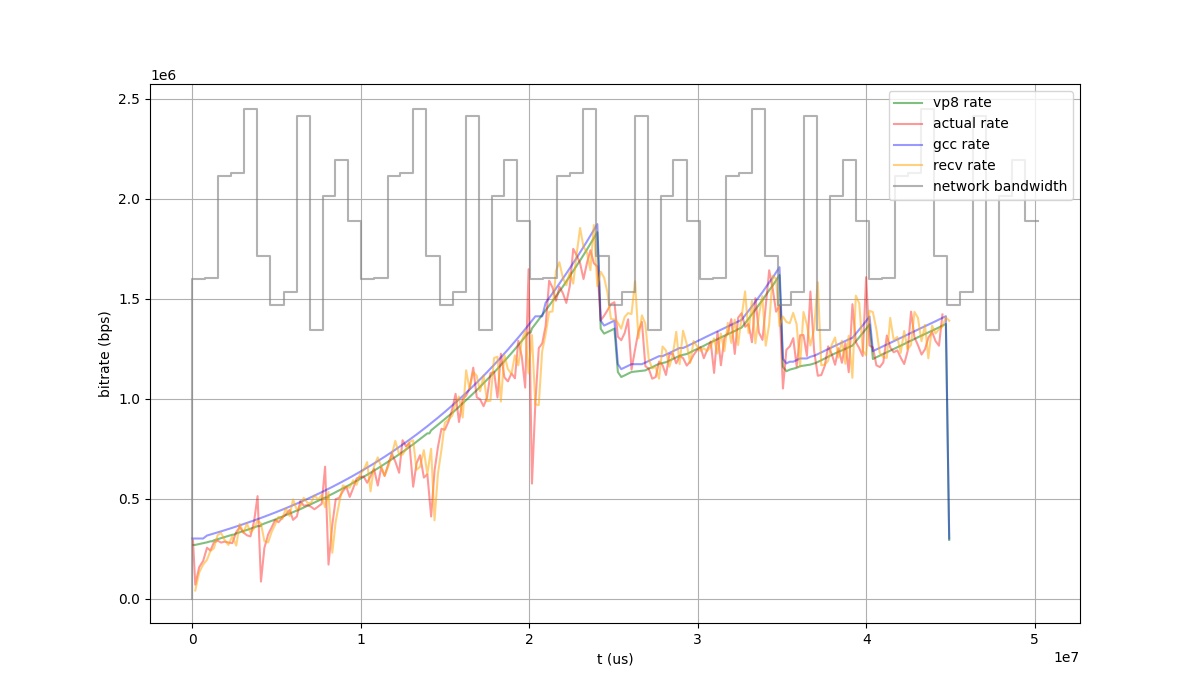 1e6
2.5
2.0
1.5
1.0
0.5
0.0
bitrate (bps)
vp8 rate
actual rate
gcc rate
recv rate
network bandwidth
0 1 2 3 4 5
t (us)
1e7